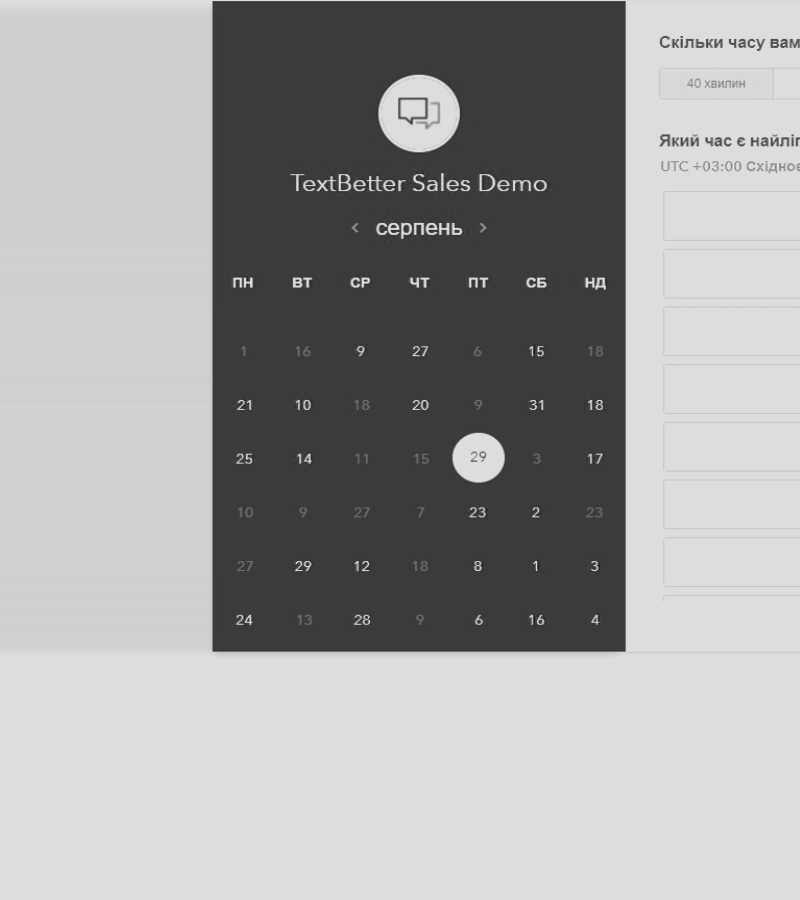 Скільки часу вам
40 хвилин
TextBetter Sales Demo
Який час є найліп
UTC +03:00 Східноє
‹ серпень ›
ПН ВТ СР ЧТ ПТ СБ НД
1 16 9 27 6 15 18
21 10 18 20 9 31 18
25 14 11 15 29 3 17
10 9 27 7 23 2 23
27 29 12 18 8 1 3
24 13 28 9 6 16 4